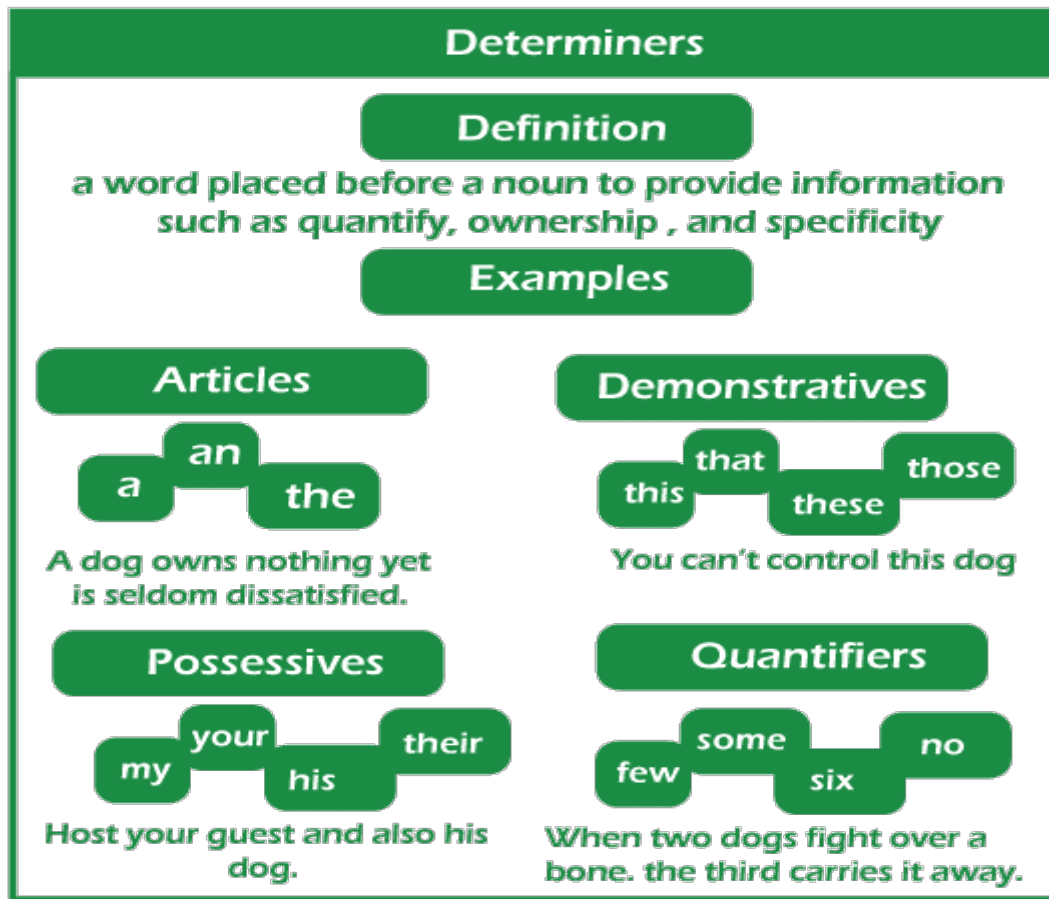 Determiners
Definition
a word placed before a noun to provide information
such as quantify, ownership , and specificity
Examples
Articles
a
an
the
A dog owns nothing yet
is seldom dissatisfied.
Demonstratives
this
that
these
those
You can't control this dog
Possessives
my
your
his
their
Host your guest and also his
dog.
Quantifiers
few
some
six
no
When two dogs fight over a
bone. the third carries it away.